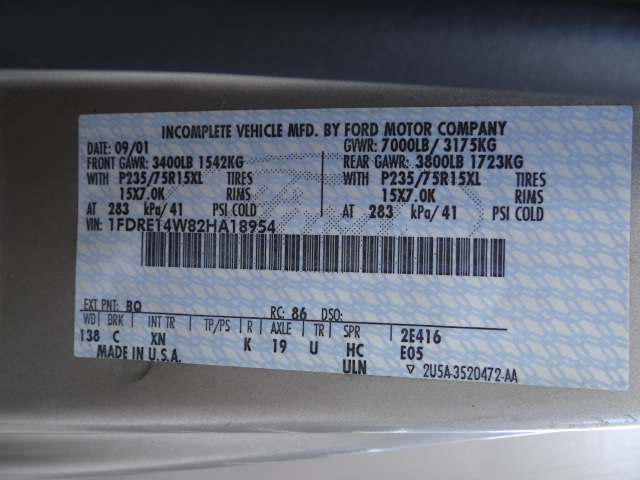 INCOMPLETE VEHICLE MFD. BY FORD MOTOR COMPANY
DATE: 09/01 GVWR: 7000LB/ 3175KG
FRONT GAWR: 3400LB 1542KG REAR GAWR: 3800LB 1723KG
WITH P235/75R15XL TIRES WITH P235/75R15XL TIRES
15X7.0K RIMS 15X7.0K RIMS
AT 283 kPa/41 PSI COLD AT 283 kPa/41 PSI COLD
VIN: 1FDRE14W82HA18954
EXT PNT: BQ RC: 86 DSO:
WB BRK INT TR TP/PS R AXLE TR SPR 2E416
138 C XN K 19 U HC E05
MADE IN U.S.A. ULN ▽ 2U5A-3520472-AA